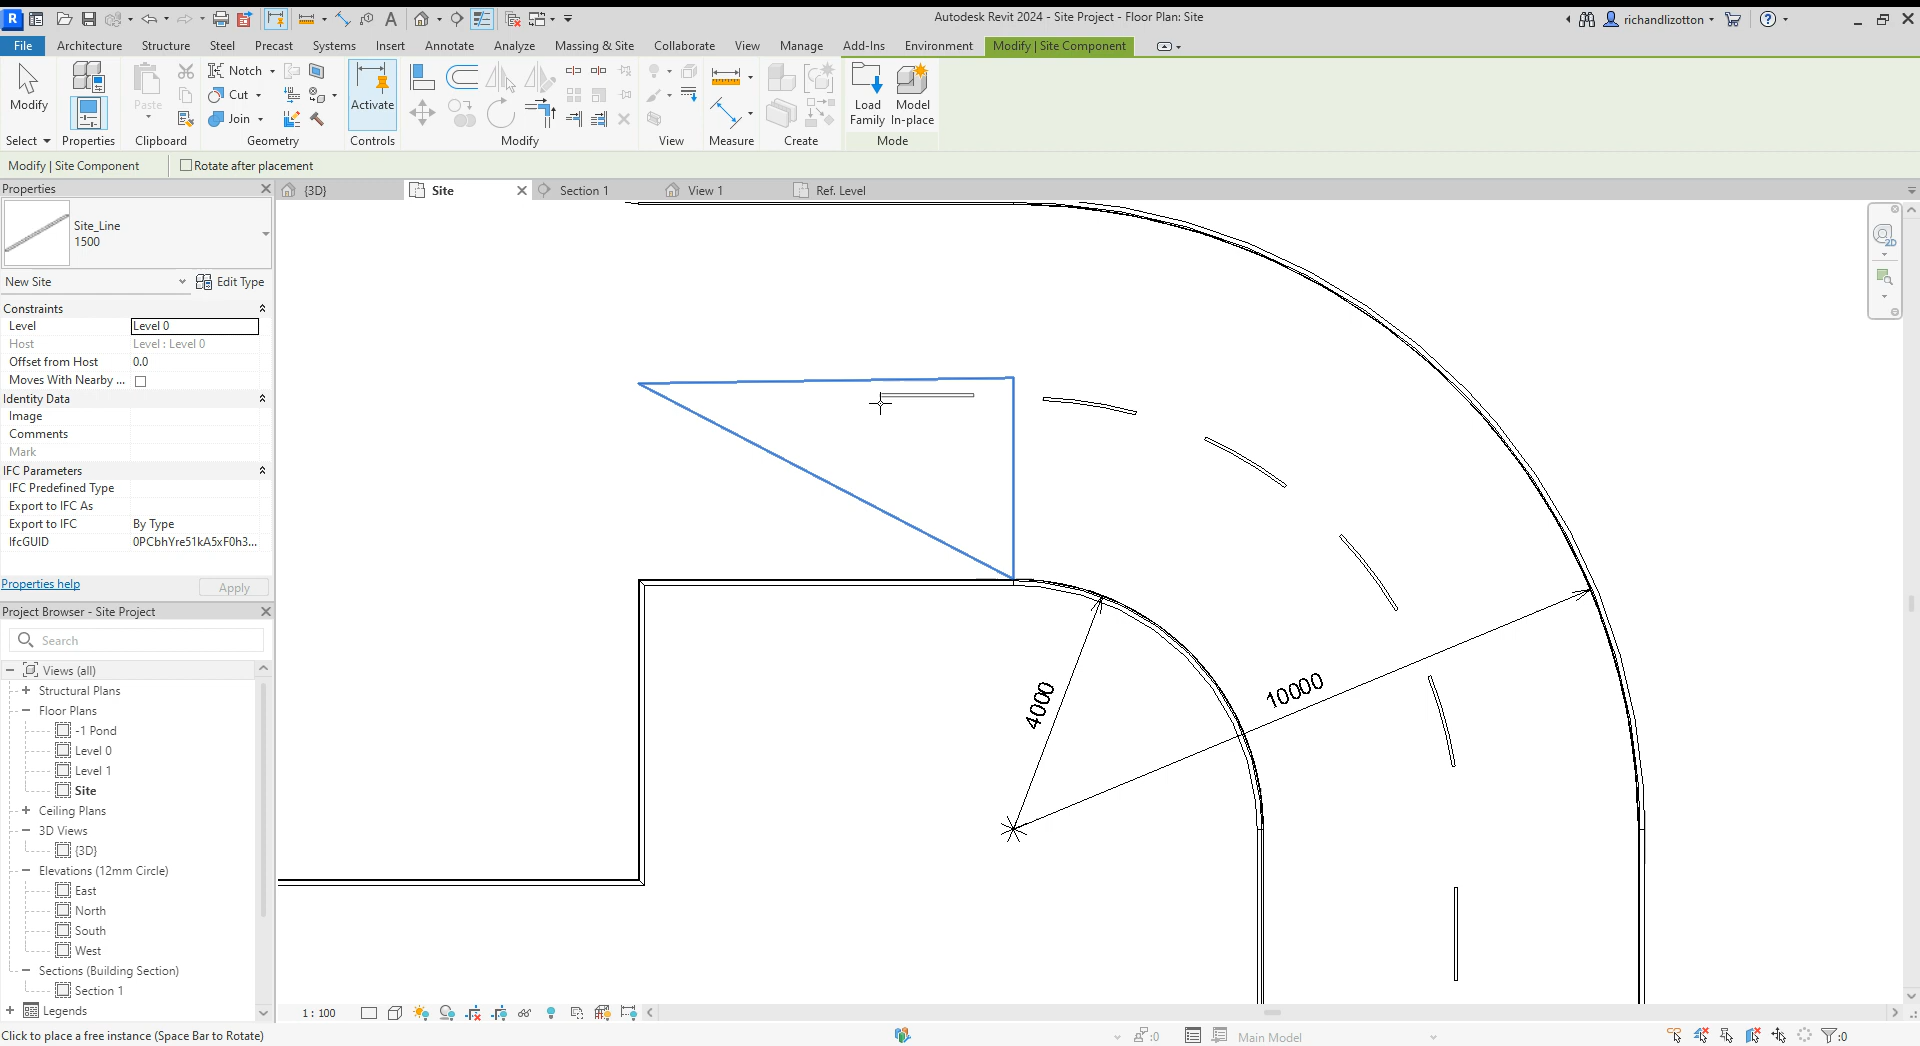 Autodesk Revit 2024 - Site Project - Floor Plan: Site
richandlizotton
File Architecture Structure Steel Precast Systems Insert Annotate Analyze Massing & Site Collaborate View Manage Add-Ins Environment Modify | Site Component
Modify
Paste
Notch
Cut
Join
Activate
Load Family
Model In-place
Select Properties Clipboard Geometry Controls Modify View Measure Create Mode
Modify | Site Component Rotate after placement
Properties
{3D} Site Section 1 View 1 Ref. Level
Site_Line
1500
New Site Edit Type
Constraints
Level Level 0
Host Level : Level 0
Offset from Host 0.0
Moves With Nearby ...
Identity Data
Image
Comments
Mark
IFC Parameters
IFC Predefined Type
Export to IFC As
Export to IFC By Type
IfcGUID 0PCbhYre51kA5xF0h3...
Properties help Apply
Project Browser - Site Project
Search
Views (all)
Structural Plans
Floor Plans
-1 Pond
Level 0
Level 1
Site
Ceiling Plans
3D Views
{3D}
Elevations (12mm Circle)
East
North
South
West
Sections (Building Section)
Section 1
Legends
4000
10000
1 : 100
Click to place a free instance (Space Bar to Rotate)
:0
Main Model
:0
2D